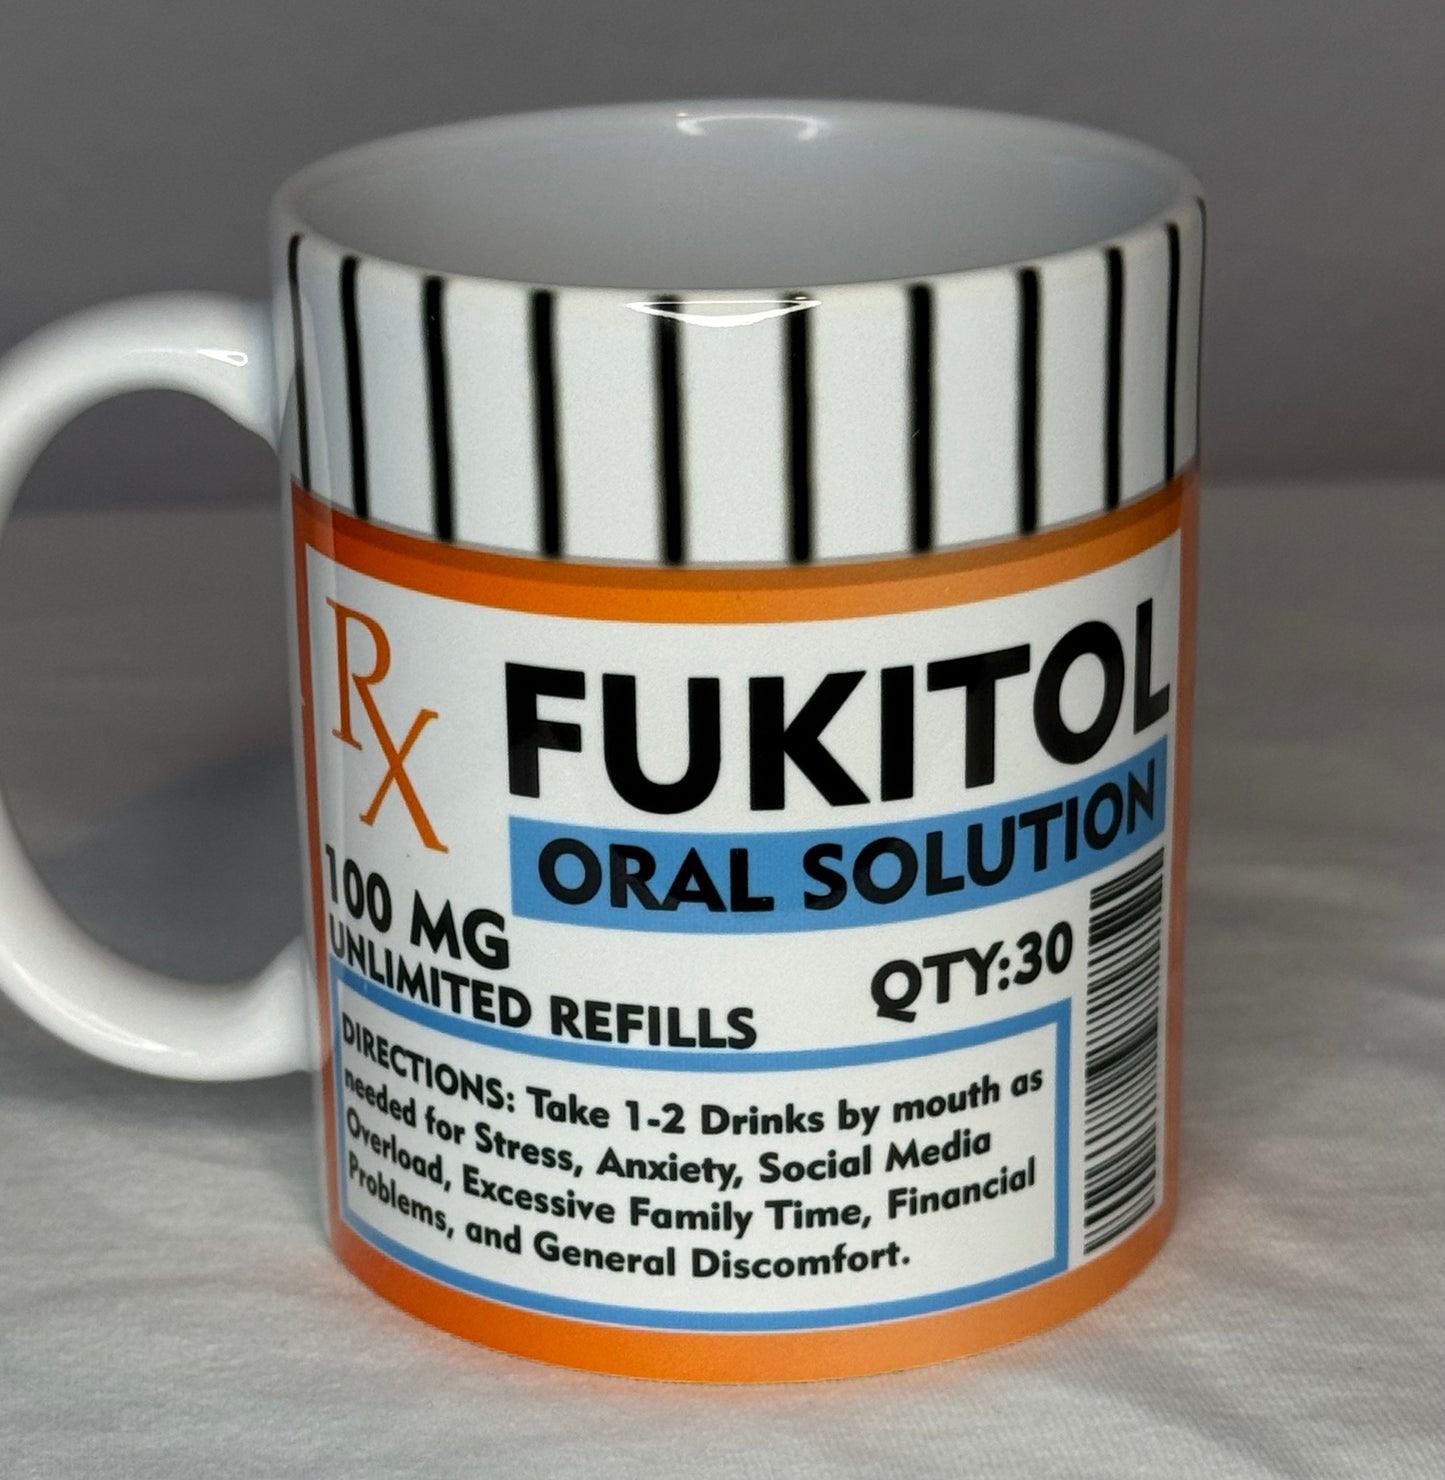 Rx
FUKITOL
ORAL SOLUTION
100 MG
UNLIMITED REFILLS
QTY:30
DIRECTIONS: Take 1-2 Drinks by mouth as
needed for Stress, Anxiety, Social Media
Overload, Excessive Family Time, Financial
Problems, and General Discomfort.